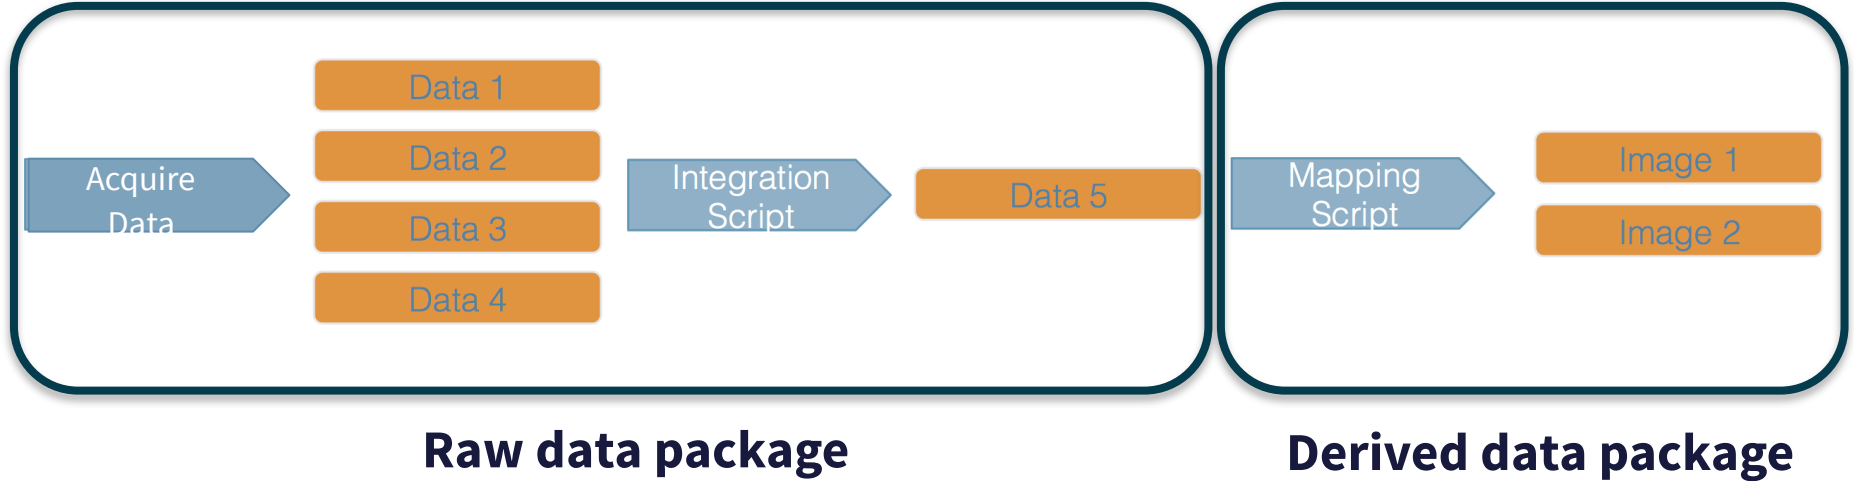 Acquire
Data
Data 1
Data 2
Data 3
Data 4
Integration
Script
Data 5
Mapping
Script
Image 1
Image 2
Raw data package
Derived data package